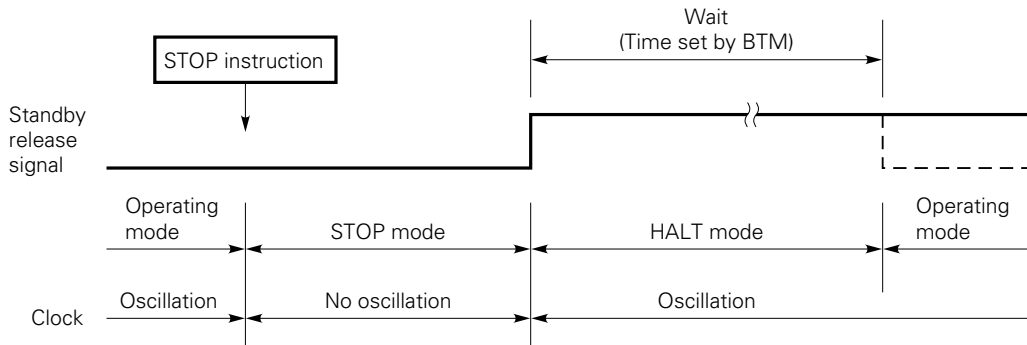 Wait
(Time set by BTM)
STOP instruction
Standby
release
signal
Operating
mode
STOP mode
HALT mode
Operating
mode
Clock
Oscillation
No oscillation
Oscillation